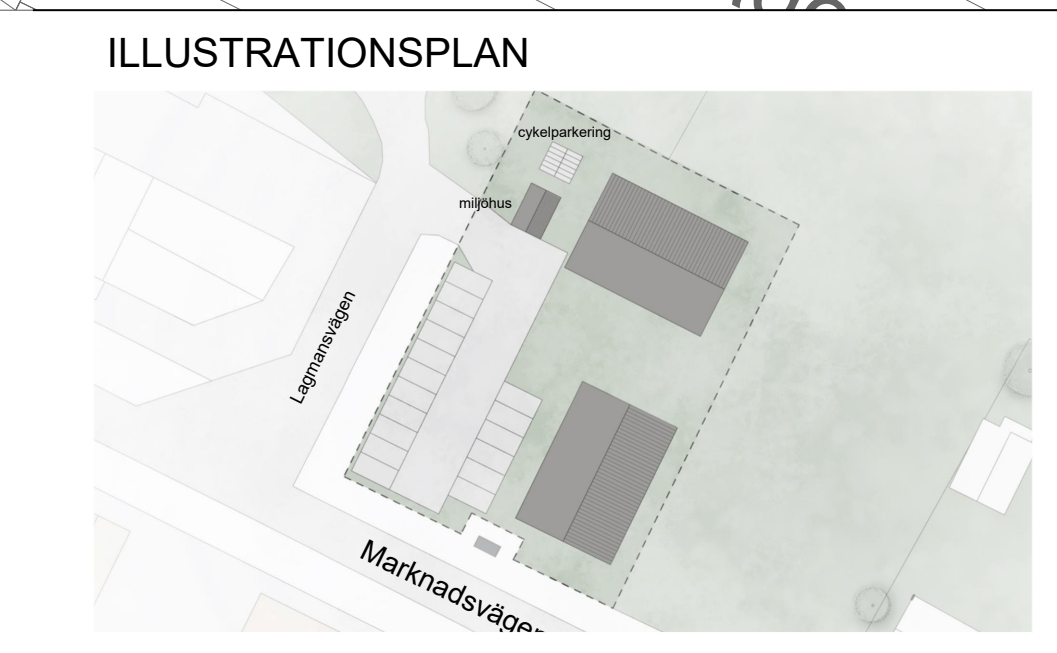 ILLUSTRATIONSPLAN
cykelparkering
miljöhus
Lagmansvägen
Marknadsvägen